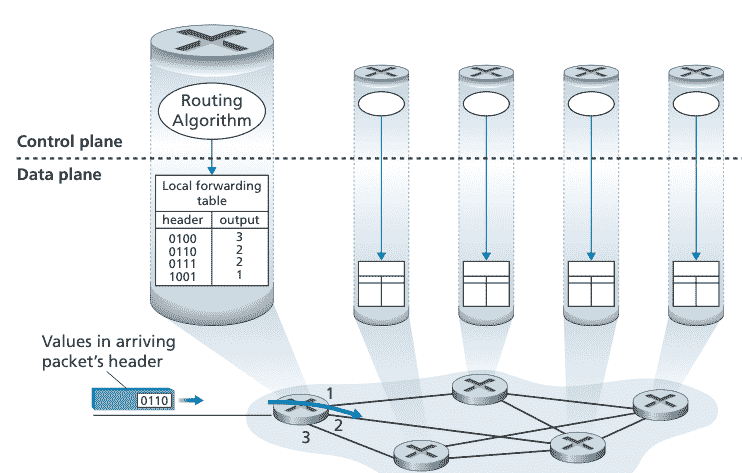 Routing
Algorithm
Control plane
Data plane
Local forwarding
table
header output
0100 3
0110 2
0111 2
1001 1
Values in arriving
packet's header
0110
1
2
3